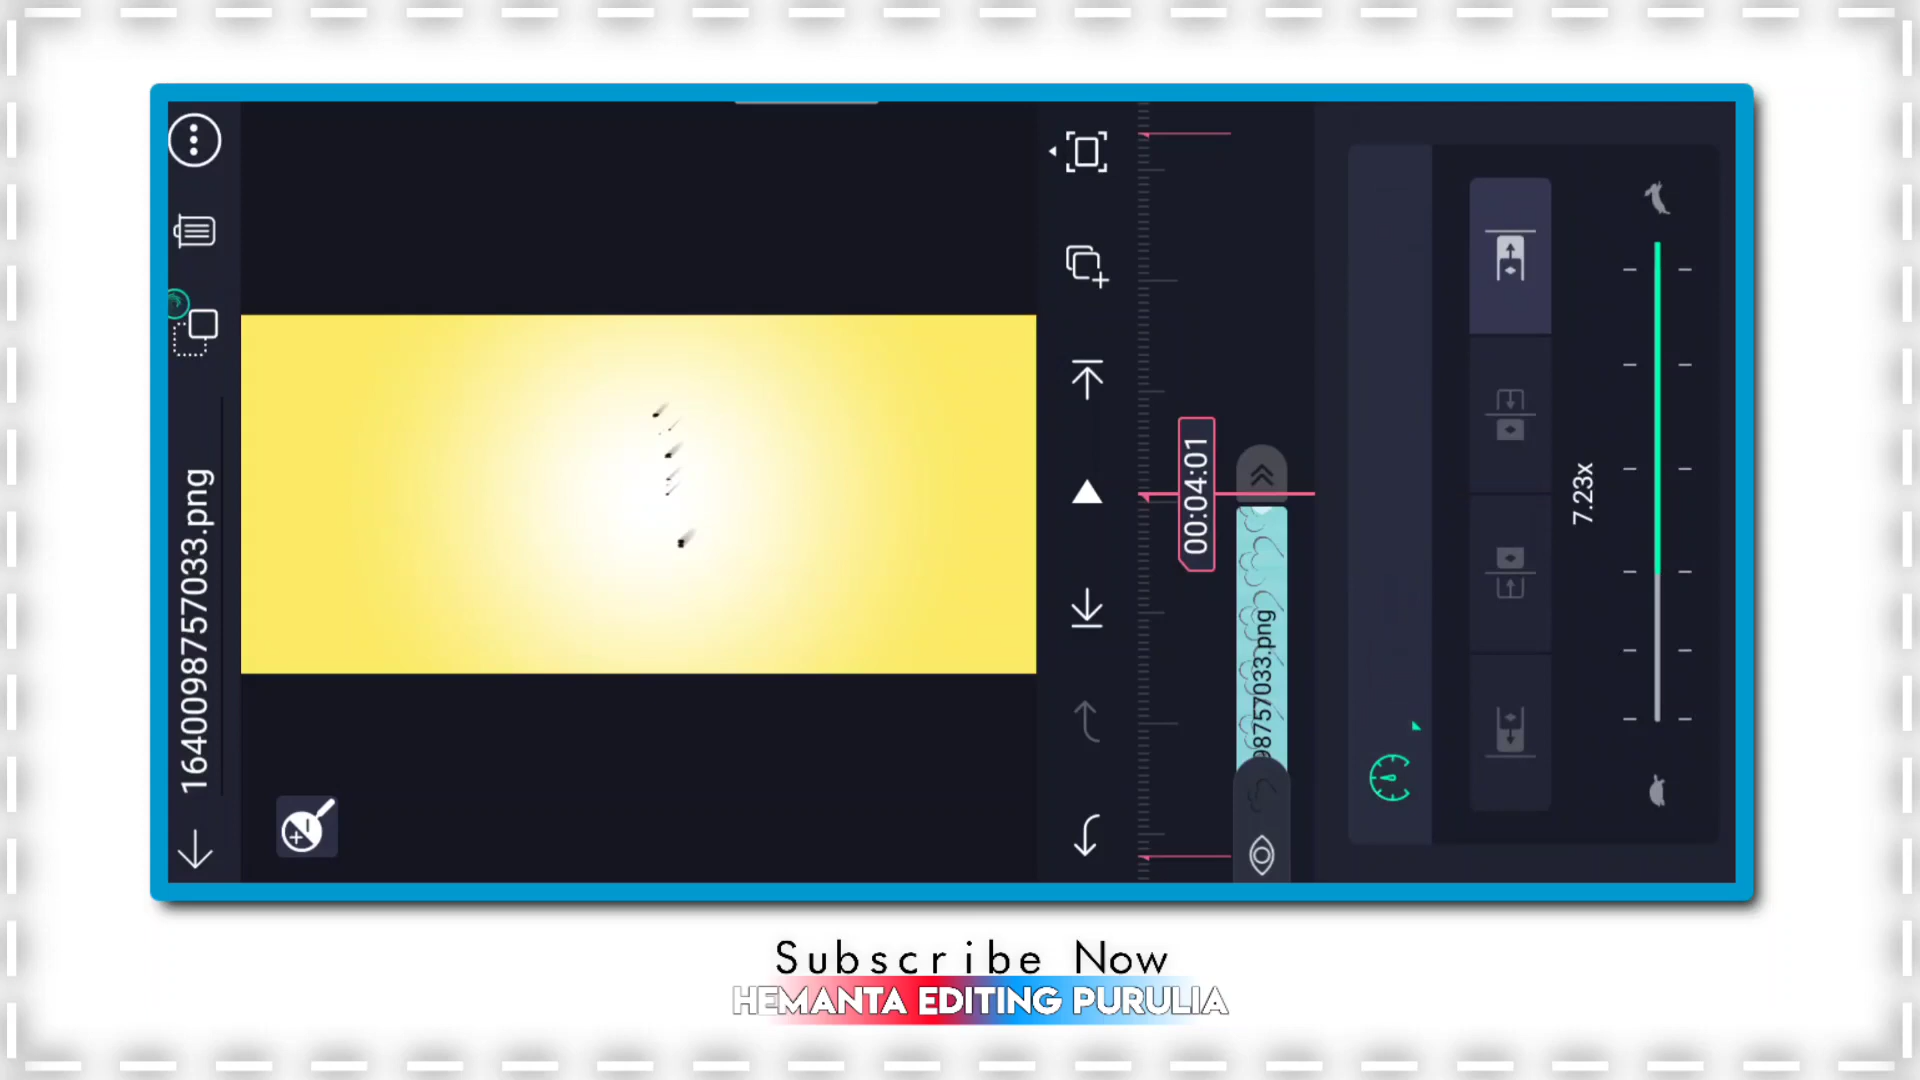 1640098757033.png
00:04:01
98757033.png
7.23x
Subscribe Now
HEMANTA EDITING PURULIA